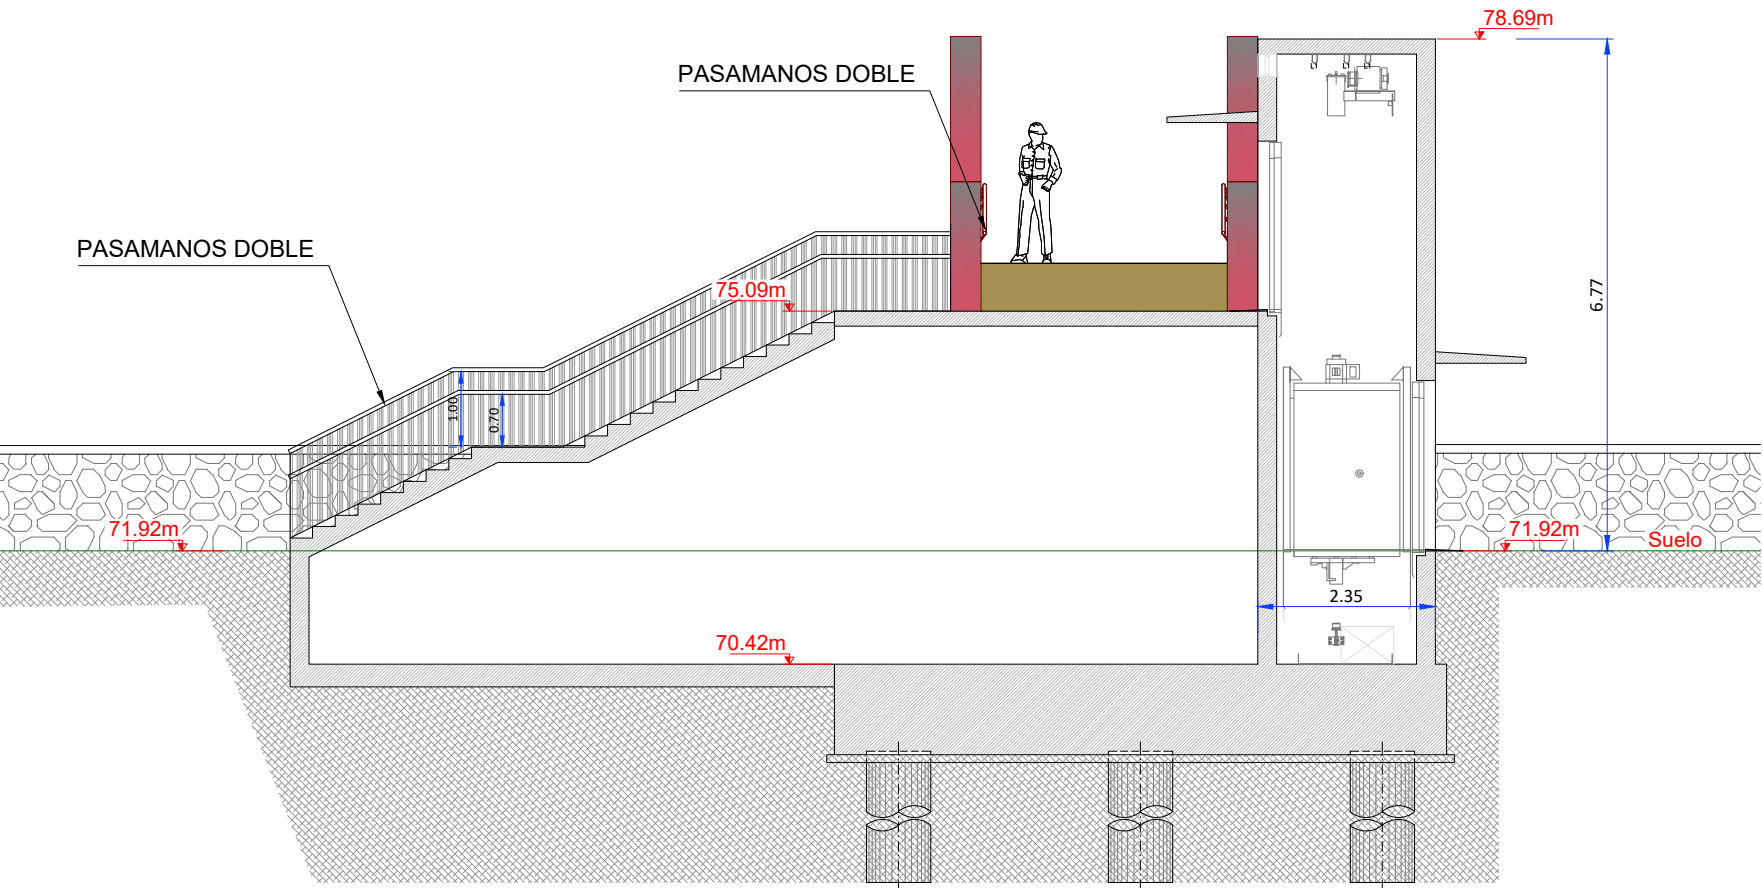 78.69m
PASAMANOS DOBLE
PASAMANOS DOBLE
75.09m
6.77
1.00
0.70
71.92m
71.92m
Suelo
2.35
70.42m